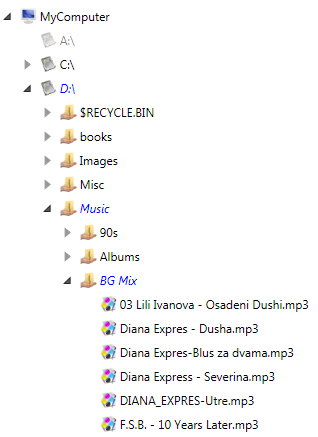 MyComputer
A:\
C:\
D:\
$RECYCLE.BIN
books
Images
Misc
Music
90s
Albums
BG Mix
03 Lili Ivanova - Osadeni Dushi.mp3
Diana Expres - Dusha.mp3
Diana Expres-Blus za dvama.mp3
Diana Express - Severina.mp3
DIANA_EXPRES-Utre.mp3
F.S.B. - 10 Years Later.mp3